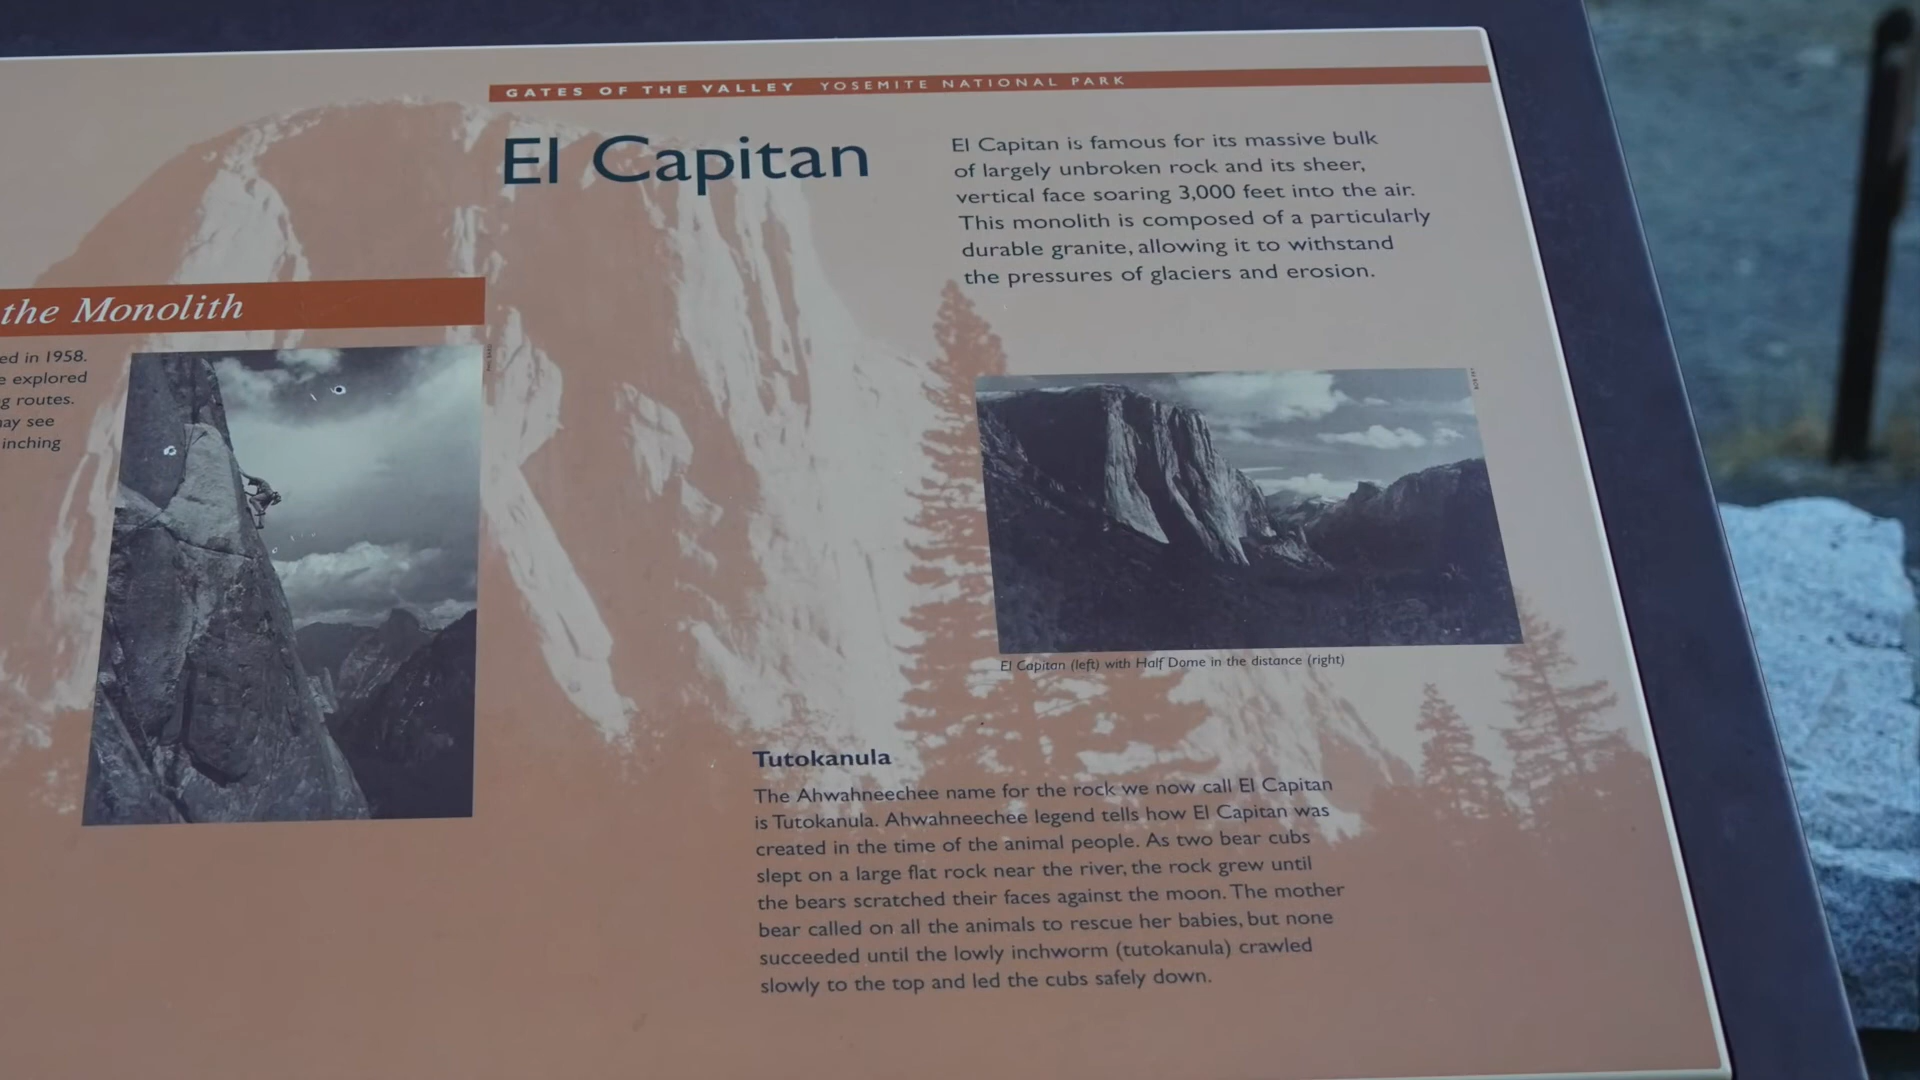 GATES OF THE VALLEY YOSEMITE NATIONAL PARK
El Capitan
El Capitan is famous for its massive bulk
of largely unbroken rock and its sheer,
vertical face soaring 3,000 feet into the air.
This monolith is composed of a particularly
durable granite, allowing it to withstand
the pressures of glaciers and erosion.
the Monolith
ed in 1958.
e explored
g routes.
ay see
inching
El Capitan (left) with Half Dome in the distance (right)
Tutokanula
The Ahwahneechee name for the rock we now call El Capitan
is Tutokanula. Ahwahneechee legend tells how El Capitan was
created in the time of the animal people. As two bear cubs
slept on a large flat rock near the river, the rock grew until
the bears scratched their faces against the moon. The mother
bear called on all the animals to rescue her babies, but none
succeeded until the lowly inchworm (tutokanula) crawled
slowly to the top and led the cubs safely down.